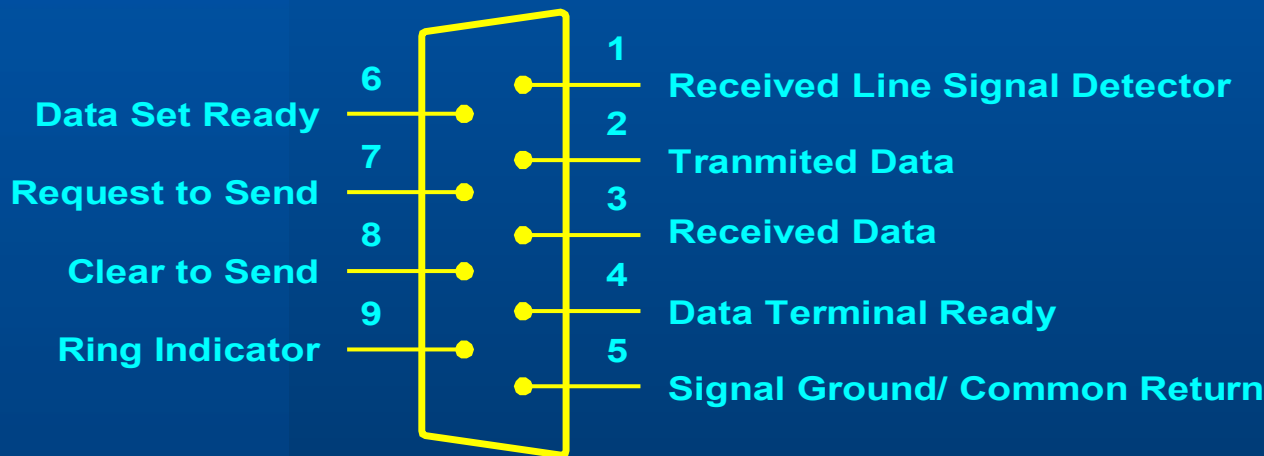 1
6
Received Line Signal Detector
Data Set Ready
2
7
Tranmited Data
Request to Send
3
8
Received Data
Clear to Send
4
9
Data Terminal Ready
Ring Indicator
5
Signal Ground/ Common Return